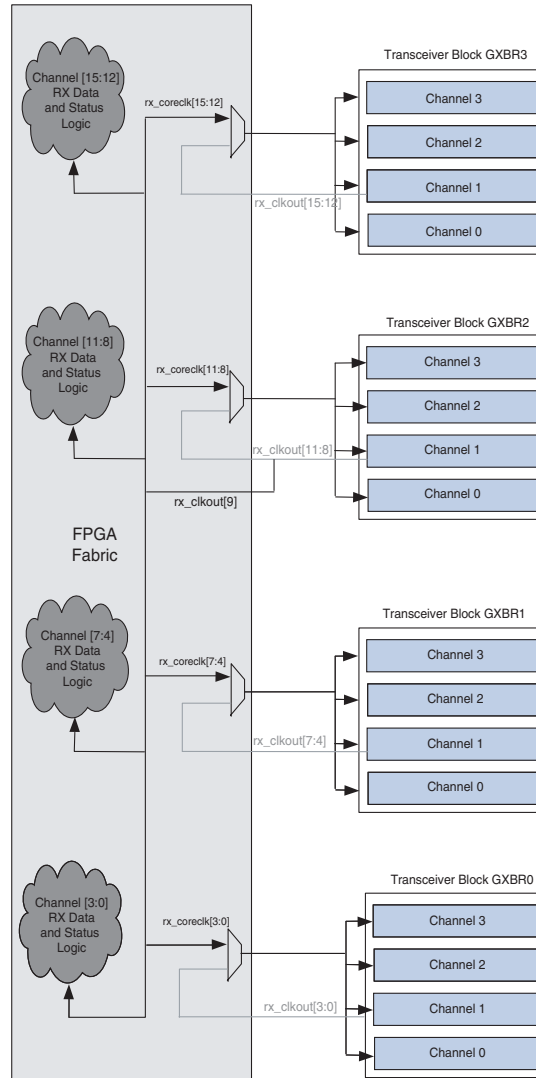 Transceiver Block GXBR3
Channel [15:12]
RX Data
and Status
Logic
rx_coreclk[15:12]
Channel 3
Channel 2
Channel 1
rx_clkout[15:12]
Channel 0
Transceiver Block GXBR2
Channel [11:8]
RX Data
and Status
Logic
rx_coreclk[11:8]
Channel 3
Channel 2
rx_clkout[11:8]
Channel 1
Channel 0
rx_clkout[9]
FPGA
Fabric
Transceiver Block GXBR1
Channel [7:4]
RX Data
and Status
Logic
rx_coreclk[7:4]
Channel 3
Channel 2
rx_clkout[7:4]
Channel 1
Channel 0
Transceiver Block GXBR0
Channel [3:0]
RX Data
and Status
Logic
rx_coreclk[3:0]
Channel 3
Channel 2
rx_clkout[3:0]
Channel 1
Channel 0